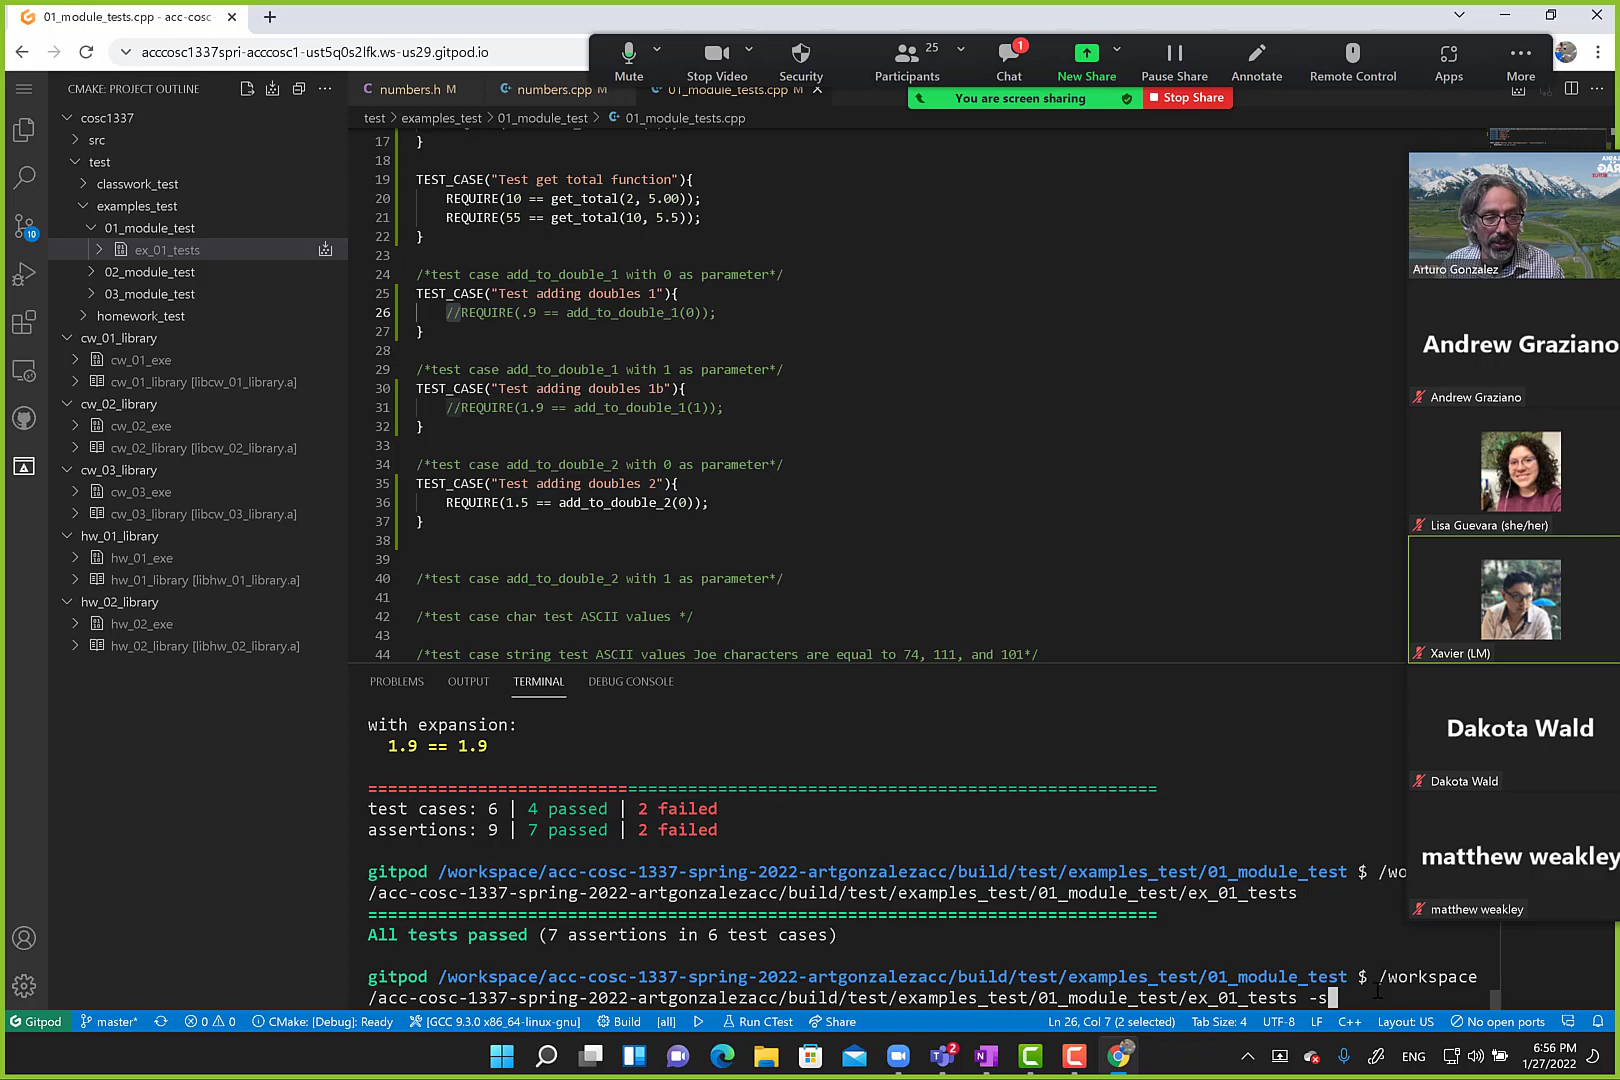 01_module_tests.cpp - acc-cosc
acccosc1337spri-acccosc1-ust5q0s2lfk.ws-us29.gitpod.io
Mute
Stop Video
Security
25
Participants
1
Chat
New Share
Pause Share
Annotate
Remote Control
Apps
More
You are screen sharing
Stop Share
CMAKE: PROJECT OUTLINE
cosc1337
src
test
classwork_test
examples_test
01_module_test
ex_01_tests
02_module_test
03_module_test
homework_test
cw_01_library
cw_01_exe
cw_01_library [libcw_01_library.a]
cw_02_library
cw_02_exe
cw_02_library [libcw_02_library.a]
cw_03_library
cw_03_exe
cw_03_library [libcw_03_library.a]
hw_01_library
hw_01_exe
hw_01_library [libhw_01_library.a]
hw_02_library
hw_02_exe
hw_02_library [libhw_02_library.a]
10
numbers.h M
numbers.cpp M
01_module_tests.cpp M
test > examples_test > 01_module_test > 01_module_tests.cpp
17 }
18
19 TEST_CASE("Test get total function"){
20 REQUIRE(10 == get_total(2, 5.00));
21 REQUIRE(55 == get_total(10, 5.5));
22 }
23
24 /*test case add_to_double_1 with 0 as parameter*/
25 TEST_CASE("Test adding doubles 1"){
26 //REQUIRE(.9 == add_to_double_1(0));
27 }
28
29 /*test case add_to_double_1 with 1 as parameter*/
30 TEST_CASE("Test adding doubles 1b"){
31 //REQUIRE(1.9 == add_to_double_1(1));
32 }
33
34 /*test case add_to_double_2 with 0 as parameter*/
35 TEST_CASE("Test adding doubles 2"){
36 REQUIRE(1.5 == add_to_double_2(0));
37 }
38
39
40 /*test case add_to_double_2 with 1 as parameter*/
41
42 /*test case char test ASCII values */
43
44 /*test case string test ASCII values Joe characters are equal to 74, 111, and 101*/
PROBLEMS
OUTPUT
TERMINAL
DEBUG CONSOLE
with expansion:
1.9 == 1.9
===============================================================================
test cases: 6 | 4 passed | 2 failed
assertions: 9 | 7 passed | 2 failed
gitpod /workspace/acc-cosc-1337-spring-2022-artgonzalezacc/build/test/examples_test/01_module_test $ /wo
/acc-cosc-1337-spring-2022-artgonzalezacc/build/test/examples_test/01_module_test/ex_01_tests
===============================================================================
All tests passed (7 assertions in 6 test cases)
gitpod /workspace/acc-cosc-1337-spring-2022-artgonzalezacc/build/test/examples_test/01_module_test $ /workspace
/acc-cosc-1337-spring-2022-artgonzalezacc/build/test/examples_test/01_module_test/ex_01_tests -s
Arturo Gonzalez
Andrew Graziano
Andrew Graziano
Lisa Guevara (she/her)
Xavier (LM)
Dakota Wald
Dakota Wald
matthew weakley
matthew weakley
Gitpod
master*
0
0
CMake: [Debug]: Ready
[GCC 9.3.0 x86_64-linux-gnu]
Build
[all]
Run CTest
Share
Ln 26, Col 7 (2 selected)
Tab Size: 4
UTF-8
LF
C++
Layout: US
No open ports
2
ENG
6:56 PM
1/27/2022